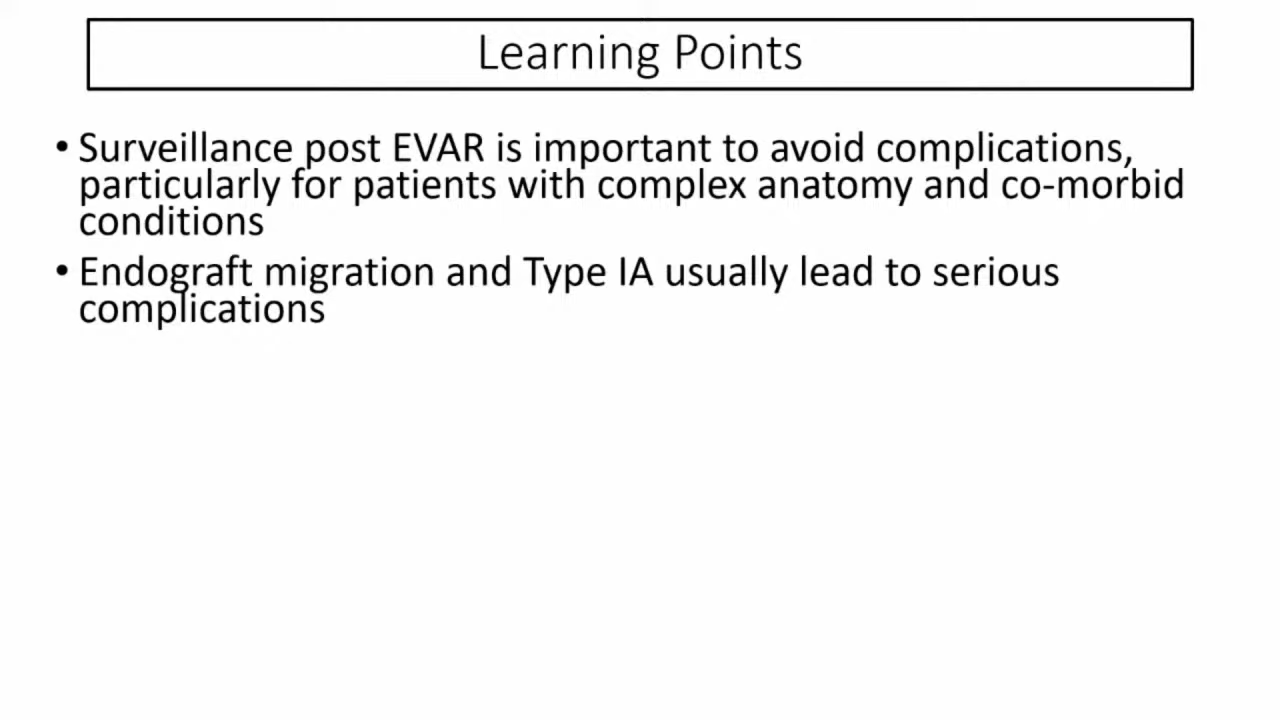 Learning Points
• Surveillance post EVAR is important to avoid complications,
particularly for patients with complex anatomy and co-morbid
conditions
• Endograft migration and Type IA usually lead to serious
complications